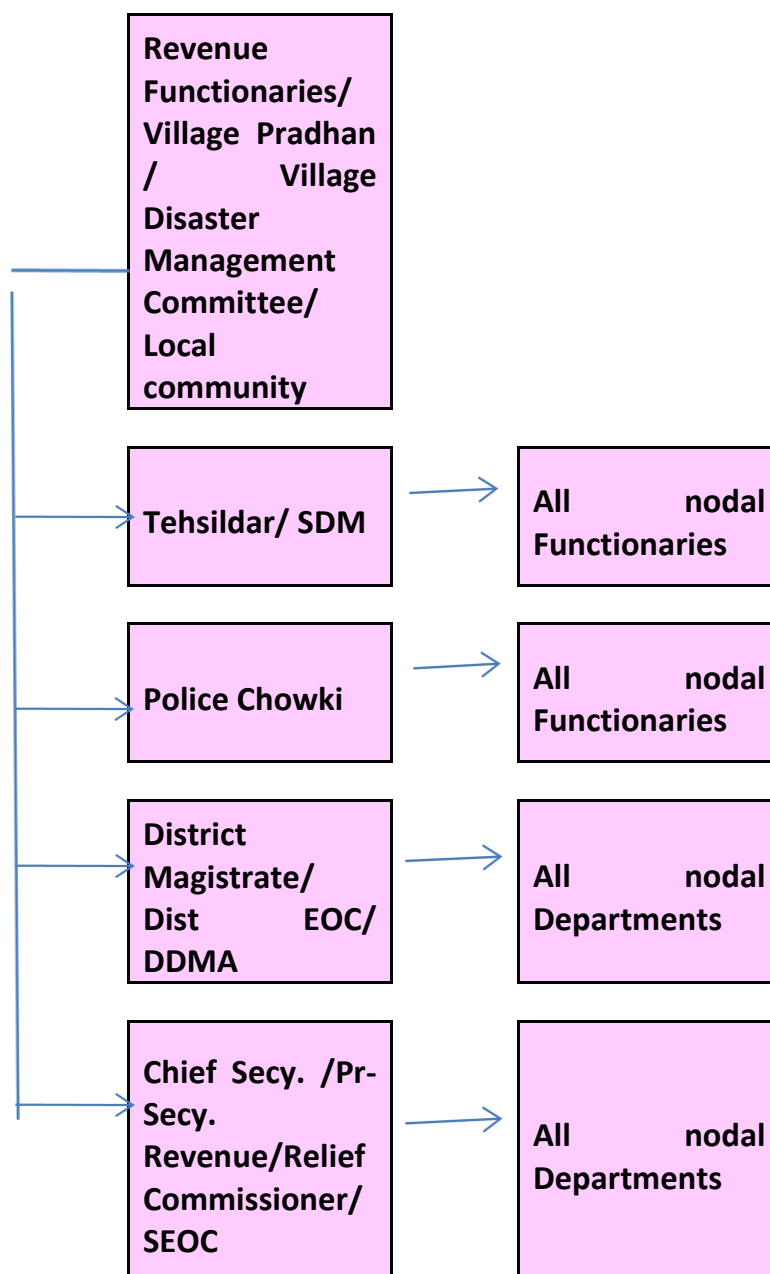 Revenue
Functionaries/
Village Pradhan
/ Village
Disaster
Management
Committee/
Local
community
Tehsildar/ SDM
All nodal
Functionaries
Police Chowki
All nodal
Functionaries
District
Magistrate/
Dist EOC/
DDMA
All nodal
Departments
Chief Secy. /Pr-
Secy.
Revenue/Relief
Commissioner/
SEOC
All nodal
Departments